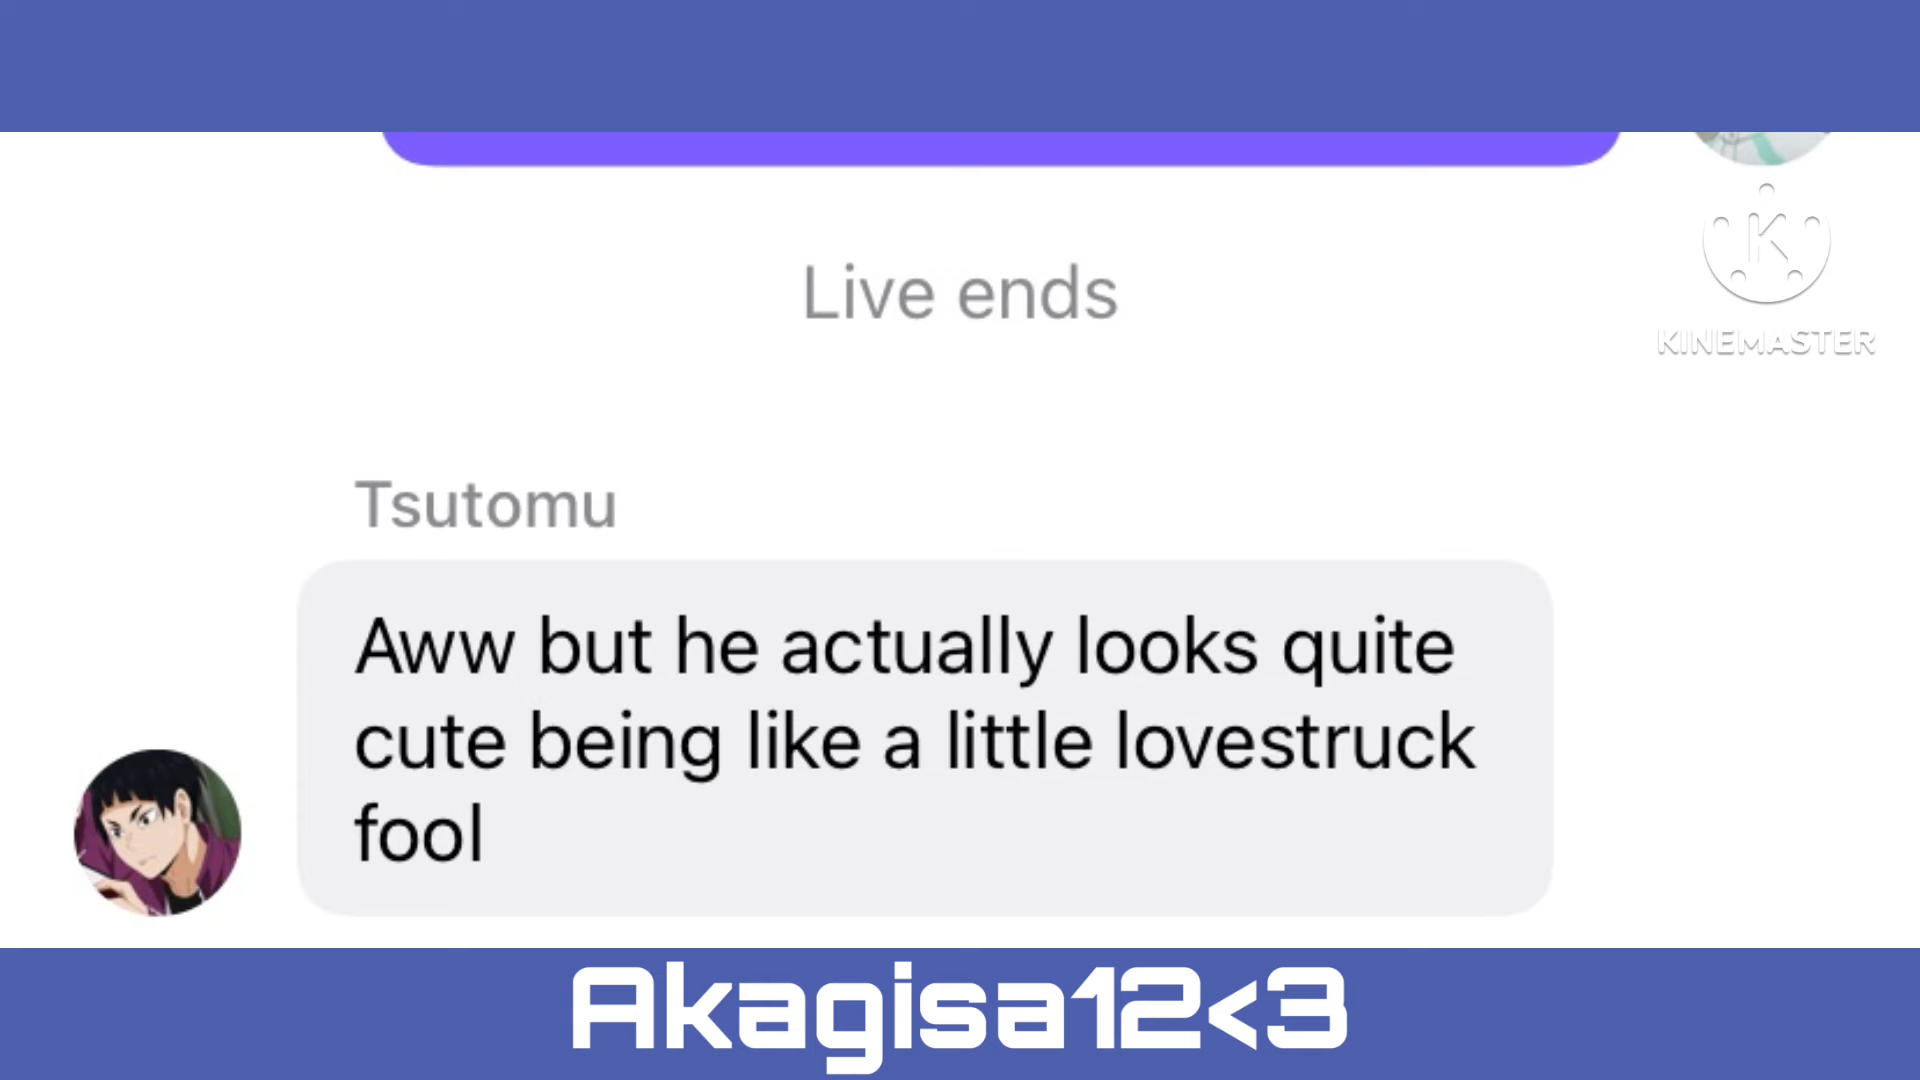 Live ends
K
KINEMASTER
Tsutomu
Aww but he actually looks quite
cute being like a little lovestruck
fool
Akagisa12<3